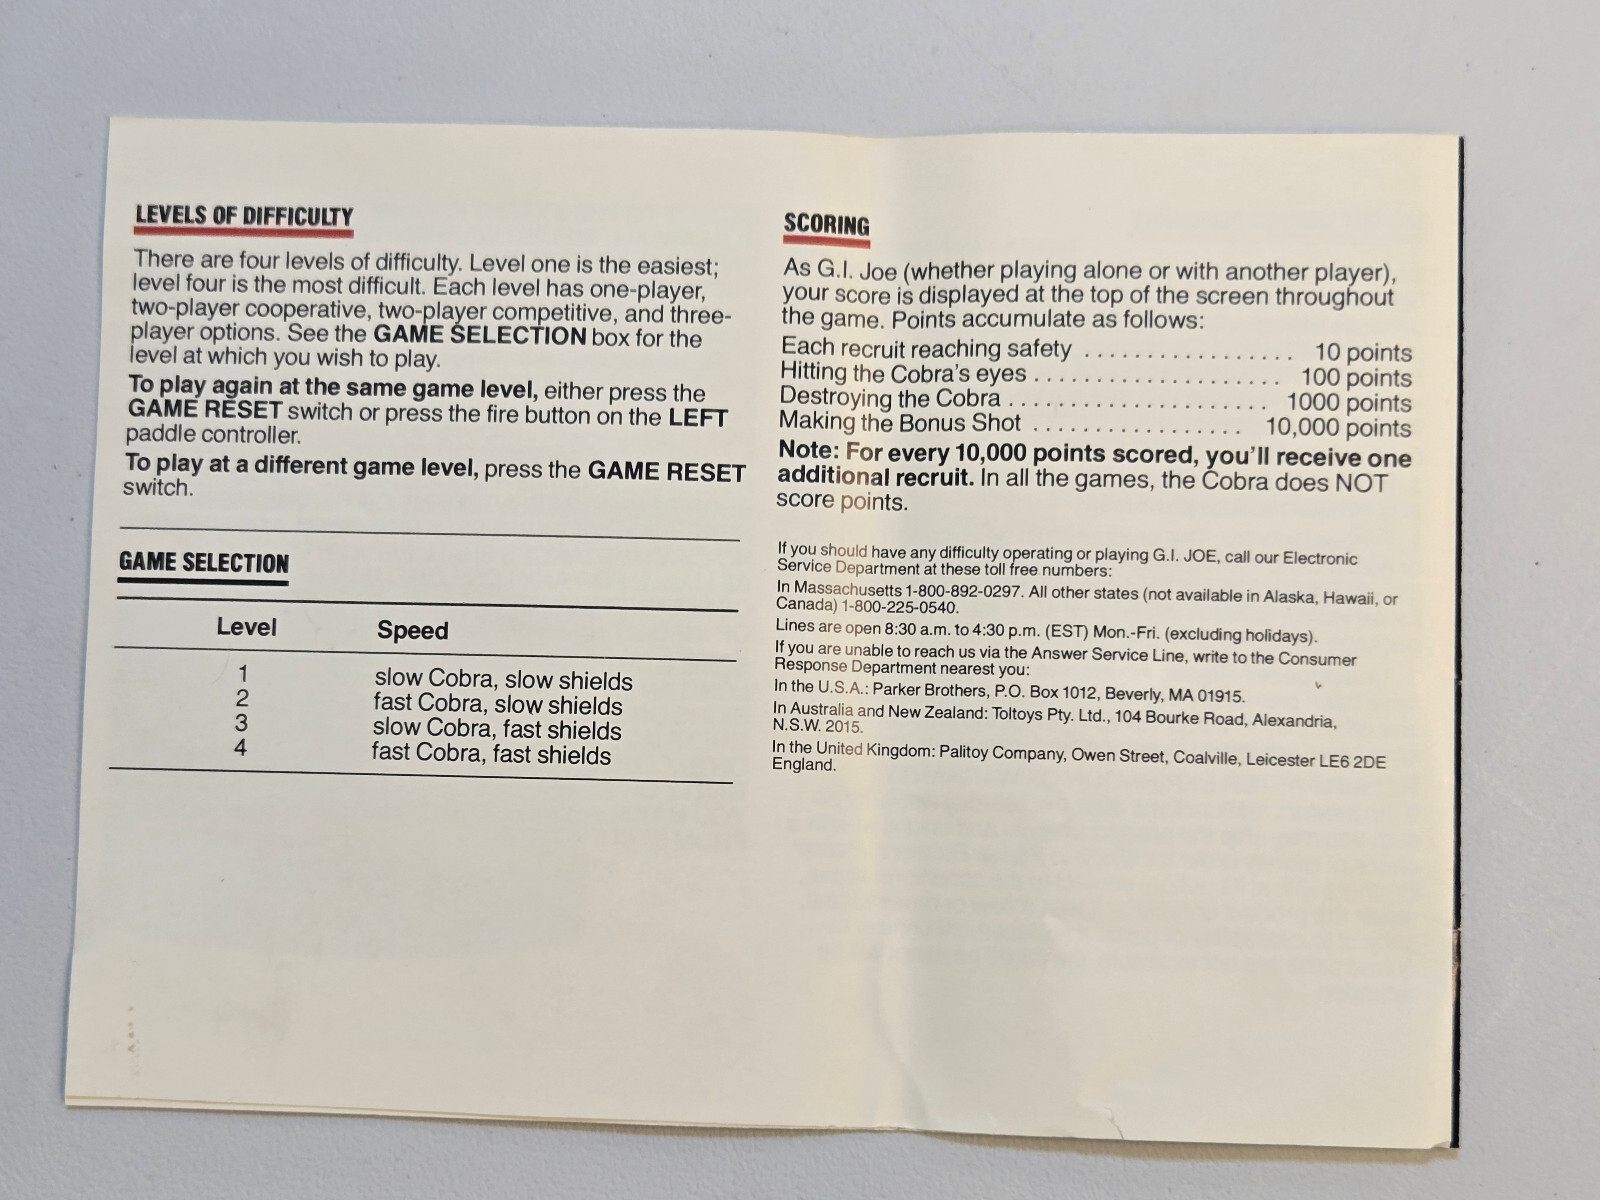 LEVELS OF DIFFICULTY
There are four levels of difficulty. Level one is the easiest;
level four is the most difficult. Each level has one-player,
two-player cooperative, two-player competitive, and three-
player options. See the GAME SELECTION box for the
level at which you wish to play.
To play again at the same game level, either press the
GAME RESET switch or press the fire button on the LEFT
paddle controller.
To play at a different game level, press the GAME RESET
switch.
GAME SELECTION
Level Speed
1 slow Cobra, slow shields
2 fast Cobra, slow shields
3 slow Cobra, fast shields
4 fast Cobra, fast shields
SCORING
As G.I. Joe (whether playing alone or with another player),
your score is displayed at the top of the screen throughout
the game. Points accumulate as follows:
Each recruit reaching safety . . . . . . . . . . . . . . . . . 10 points
Hitting the Cobra's eyes . . . . . . . . . . . . . . . . . . . . 100 points
Destroying the Cobra . . . . . . . . . . . . . . . . . . . . . 1000 points
Making the Bonus Shot . . . . . . . . . . . . . . . . . 10,000 points
Note: For every 10,000 points scored, you'll receive one
additional recruit. In all the games, the Cobra does NOT
score points.
If you should have any difficulty operating or playing G.I. JOE, call our Electronic
Service Department at these toll free numbers:
In Massachusetts 1-800-892-0297. All other states (not available in Alaska, Hawaii, or
Canada) 1-800-225-0540.
Lines are open 8:30 a.m. to 4:30 p.m. (EST) Mon.-Fri. (excluding holidays).
If you are unable to reach us via the Answer Service Line, write to the Consumer
Response Department nearest you:
In the U.S.A.: Parker Brothers, P.O. Box 1012, Beverly, MA 01915.
In Australia and New Zealand: Toltoys Pty. Ltd., 104 Bourke Road, Alexandria,
N.S.W. 2015.
In the United Kingdom: Palitoy Company, Owen Street, Coalville, Leicester LE6 2DE
England.